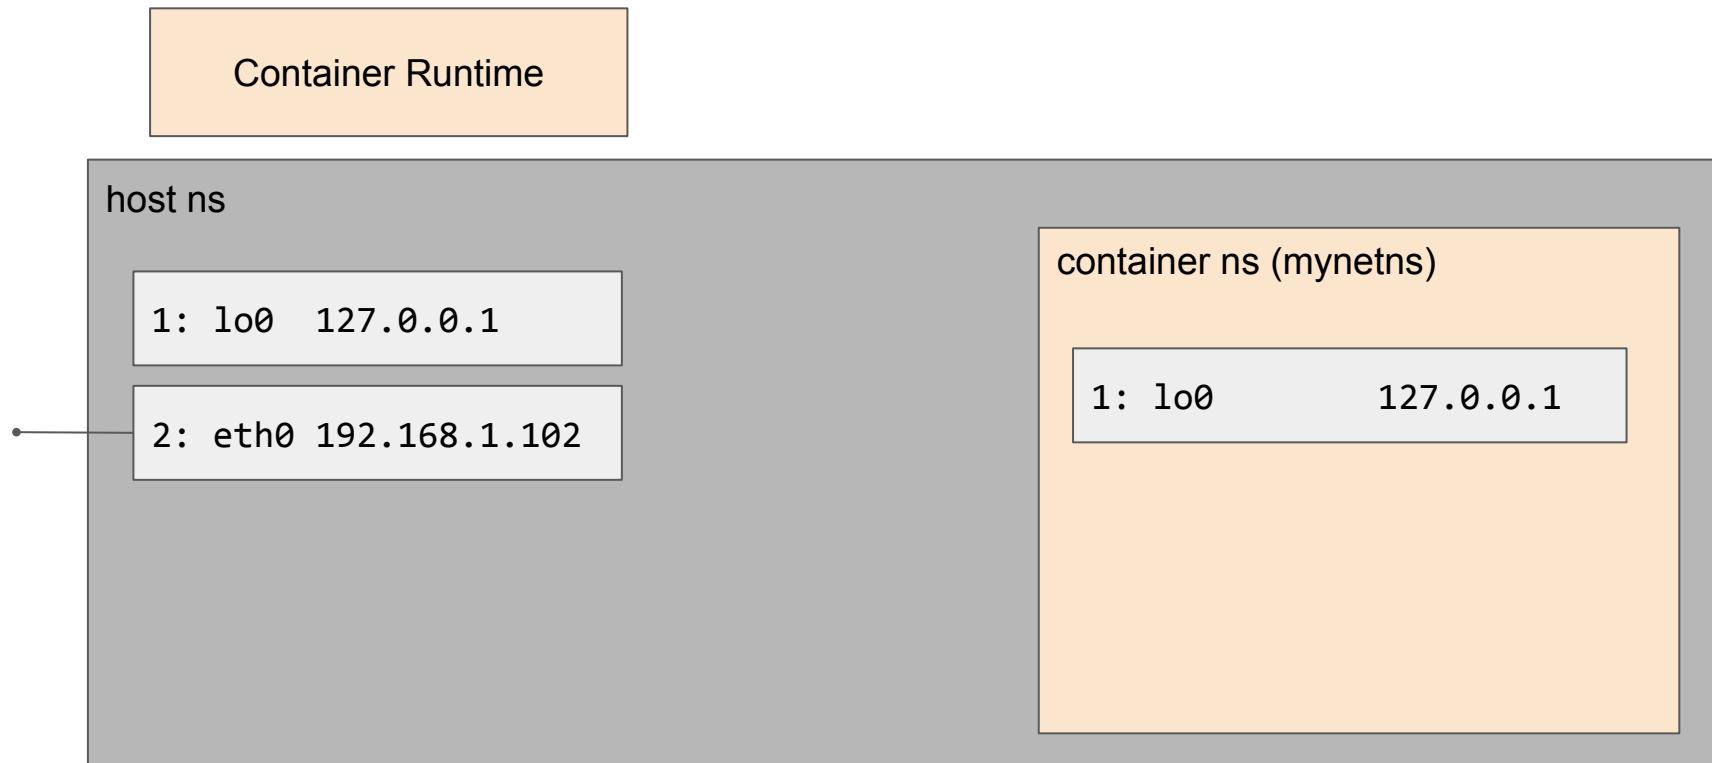 Container Runtime
host ns
1: lo0 127.0.0.1
2: eth0 192.168.1.102
container ns (mynetns)
1: lo0 127.0.0.1